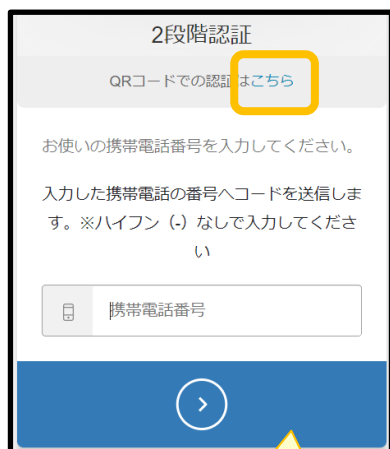 2段階認証
QRコードでの認証はこちら
お使いの携帯電話番号を入力してください。
入力した携帯電話の番号へコードを送信しま
す。※ハイフン（-）なしで入力してくださ
い
携帯電話番号